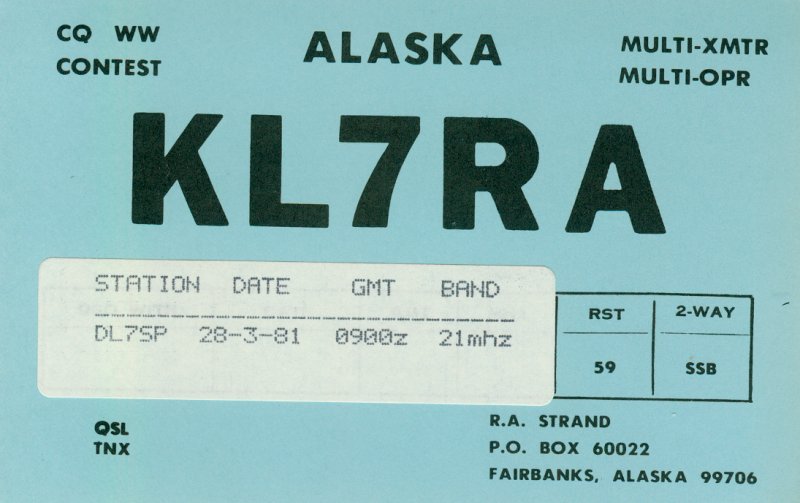 CQ WW
CONTEST
ALASKA
MULTI-XMTR
MULTI-OPR
KL7RA
STATION DATE GMT BAND
DL7SP 28-3-81 0900z 21mhz
RST 2-WAY
59 SSB
QSL
TNX
R.A. STRAND
P.O. BOX 60022
FAIRBANKS, ALASKA 99706